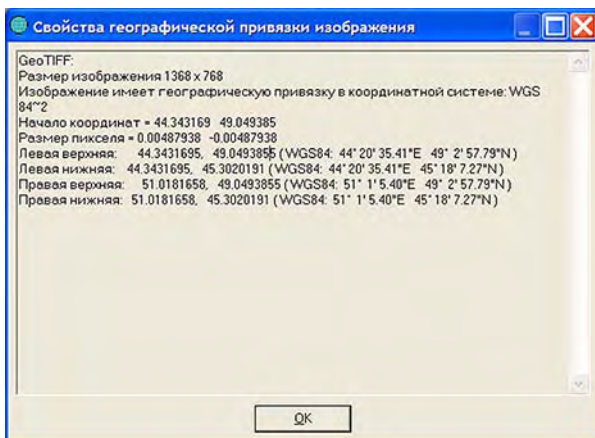 Свойства географической привязки изображения
GeoTIFF:
Размер изображения 1368 x 768
Изображение имеет географическую привязку в координатной системе: WGS
84~2
Начало координат = 44.343169 49.049385
Размер пикселя = 0.00487938 -0.00487938
Левая верхняя: 44.3431695, 49.0493855 (WGS84: 44° 20' 35.41"E 49° 2' 57.79"N)
Левая нижняя: 44.3431695, 45.3020191 (WGS84: 44° 20' 35.41"E 45° 18' 7.27"N)
Правая верхняя: 51.0181658, 49.0493855 (WGS84: 51° 1' 5.40"E 49° 2' 57.79"N)
Правая нижняя: 51.0181658, 45.3020191 (WGS84: 51° 1' 5.40"E 45° 18' 7.27"N)
OK